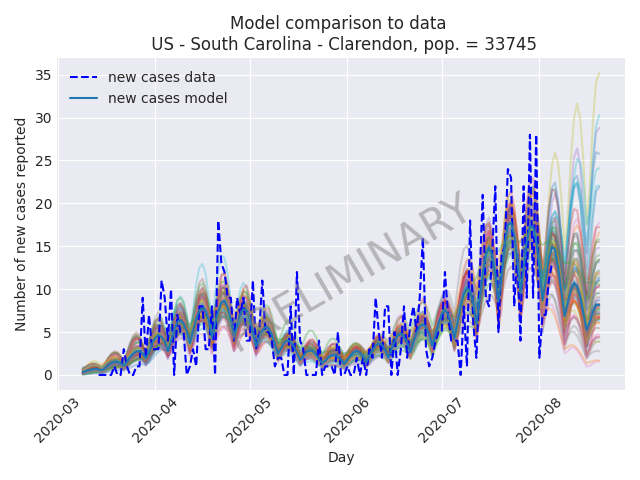 Model comparison to data
US - South Carolina - Clarendon, pop. = 33745
new cases data
new cases model
Number of new cases reported
35
30
25
20
15
10
5
0
PRELIMINARY
2020-03
2020-04
2020-05
2020-06
2020-07
2020-08
Day